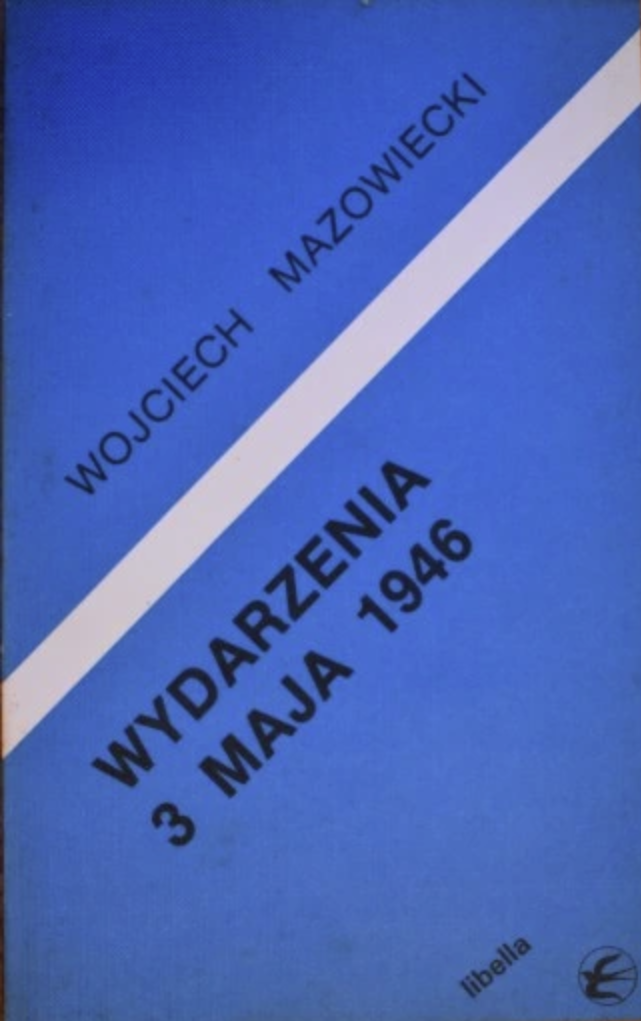 WOJCIECH MAZOWIECKI
WYDARZENIA
3 MAJA 1946
libella